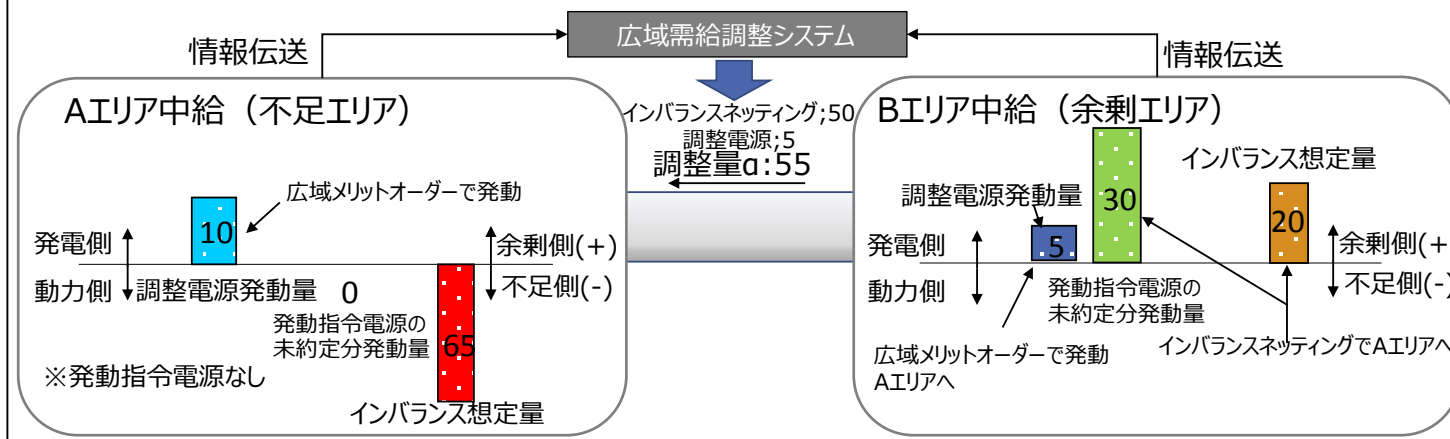 広域需給調整システム
情報伝送
情報伝送
Aエリア中給（不足エリア）
広域メリットオーダーで発動
10
発電側
動力側
調整電源発動量
0
発動指令電源の
未約定分発動量
65
余剰側(+)
不足側(-)
※発動指令電源なし
インバランス想定量
インバランスネッティング;50
調整電源;5
調整量α:55
Bエリア中給（余剰エリア）
インバランス想定量
調整電源発動量
30
20
5
発電側
動力側
余剰側(+
不足側(-)
発動指令電源の
未約定分発動量
広域メリットオーダーで発動
Aエリアへ
インバランスネッティングでAエリアへ